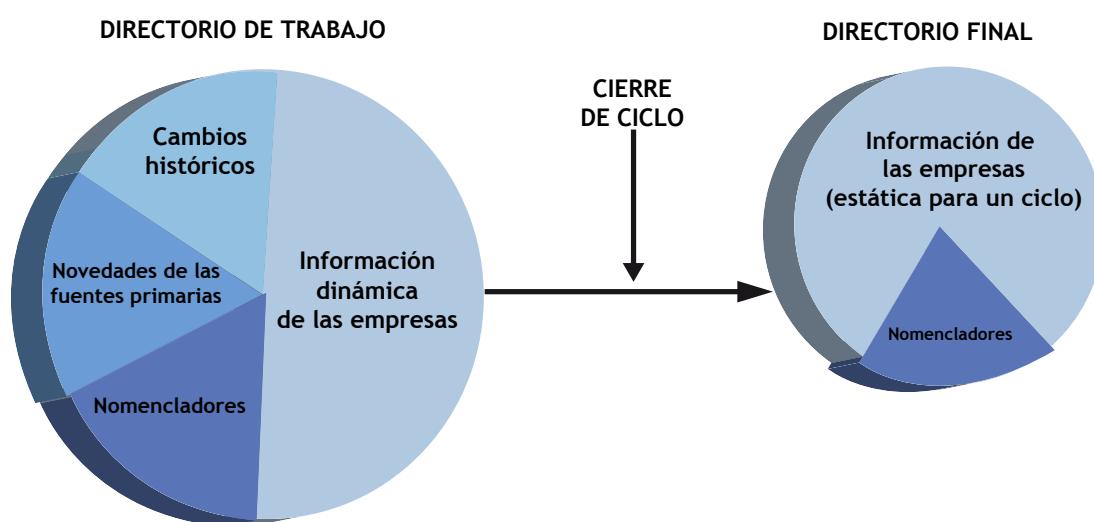 DIRECTORIO DE TRABAJO
DIRECTORIO FINAL
CIERRE
DE CICLO
Cambios
históricos
Novedades de las
fuentes primarias
Nomencladores
Información
dinámica
de las empresas
Información de
las empresas
(estática para un ciclo)
Nomencladores